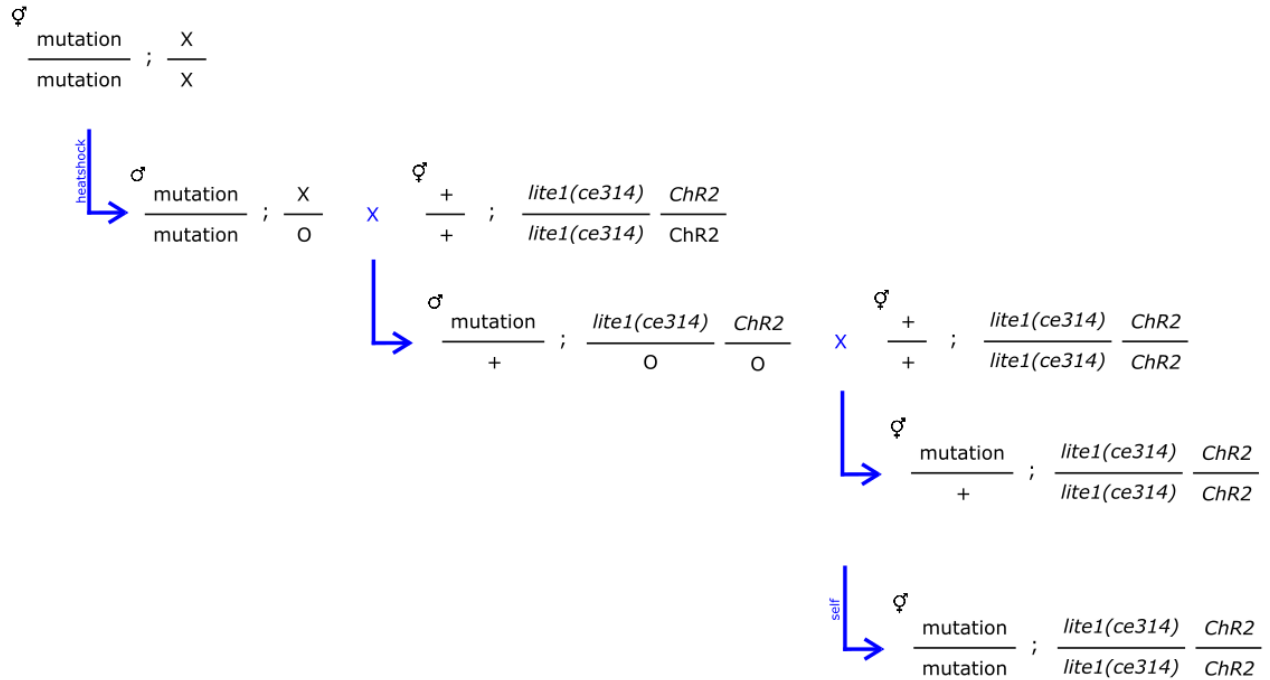 ⚥
mutation ; X
mutation X
heatshock
♂
mutation ; X
mutation O
X
⚥
+ ; lite1(ce314) ChR2
+ lite1(ce314) ChR2
♂
mutation ; lite1(ce314) ChR2
+ O O
X
⚥
+ ; lite1(ce314) ChR2
+ lite1(ce314) ChR2
⚥
mutation ; lite1(ce314) ChR2
+ lite1(ce314) ChR2
self
⚥
mutation ; lite1(ce314) ChR2
mutation lite1(ce314) ChR2